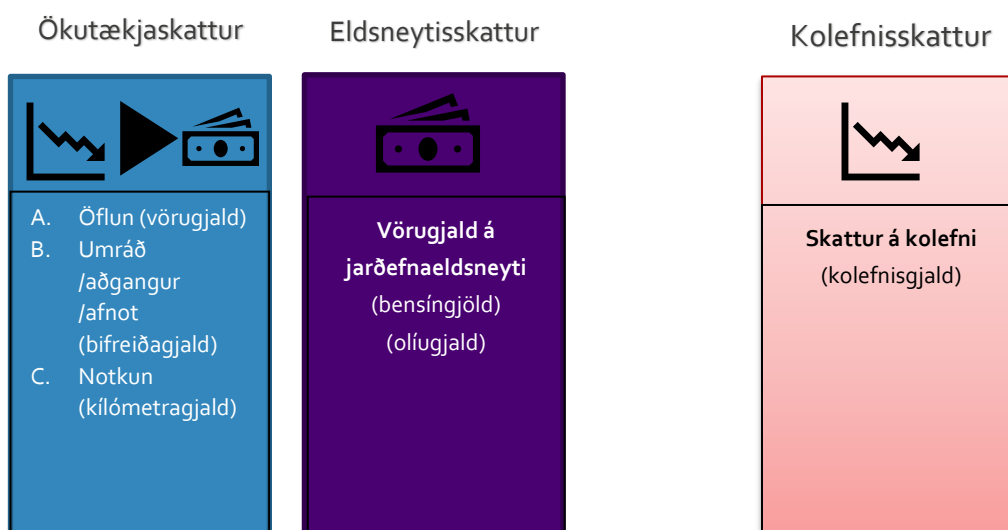 Ökutækjaskattur
A. Öflun (vörugjald)
B. Umráð
/aðgangur
/afnot
(bifreiðagjald)
C. Notkun
(kílómetragjald)
Eldsneytisskattur
Vörugjald á
jarðefnaeldsneyti
(bensíngjöld)
(olíugjald)
Kolefnisskattur
Skattur á kolefni
(kolefnisgjald)